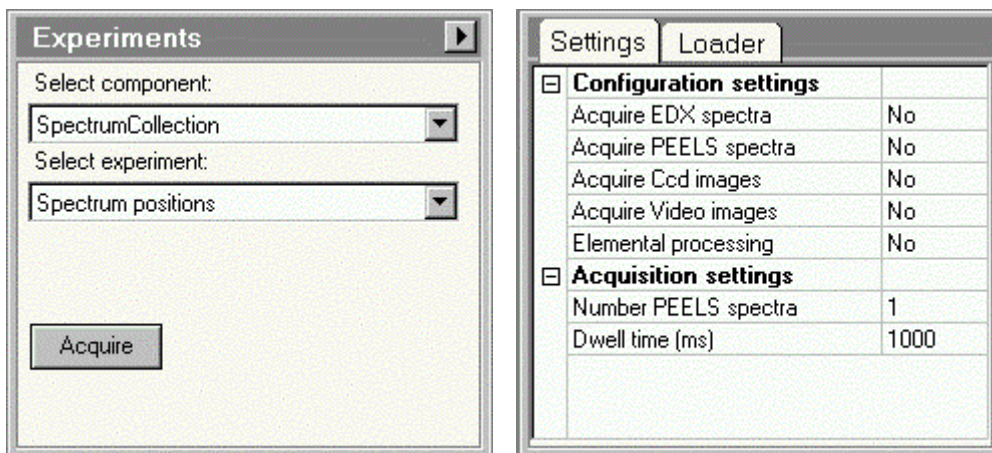 Experiments
Select component:
SpectrumCollection
Select experiment:
Spectrum positions
Acquire
Settings Loader
Configuration settings
Acquire EDX spectra No
Acquire PEELS spectra No
Acquire Ccd images No
Acquire Video images No
Elemental processing No
Acquisition settings
Number PEELS spectra 1
Dwell time (ms) 1000